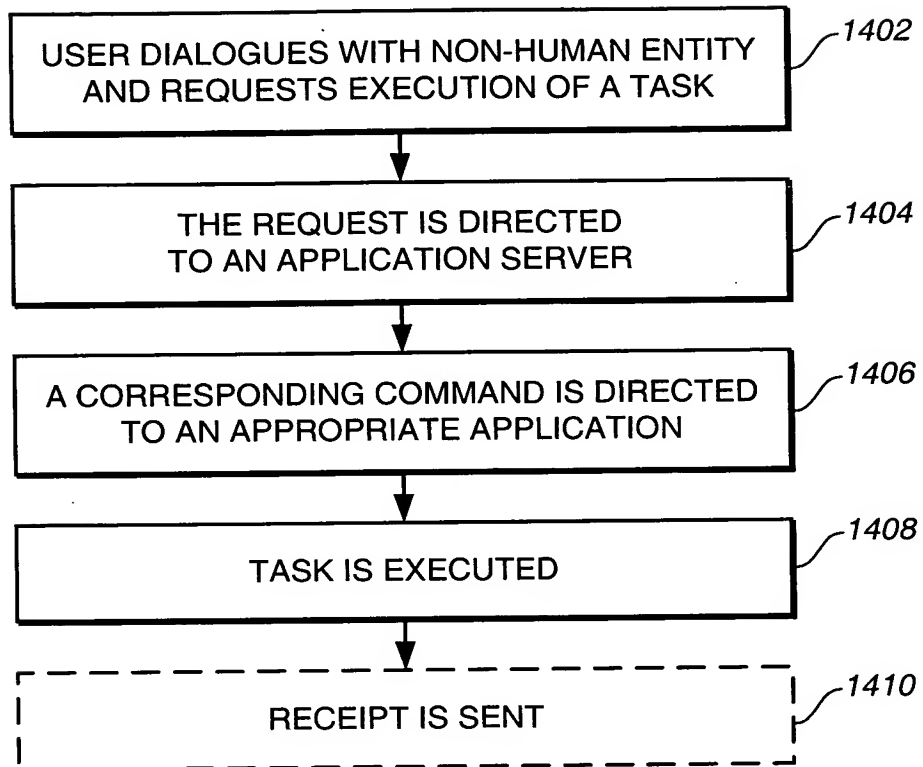 USER DIALOGUES WITH NON-HUMAN ENTITY
AND REQUESTS EXECUTION OF A TASK
1402
THE REQUEST IS DIRECTED
TO AN APPLICATION SERVER
1404
A CORRESPONDING COMMAND IS DIRECTED
TO AN APPROPRIATE APPLICATION
1406
TASK IS EXECUTED
1408
RECEIPT IS SENT
1410